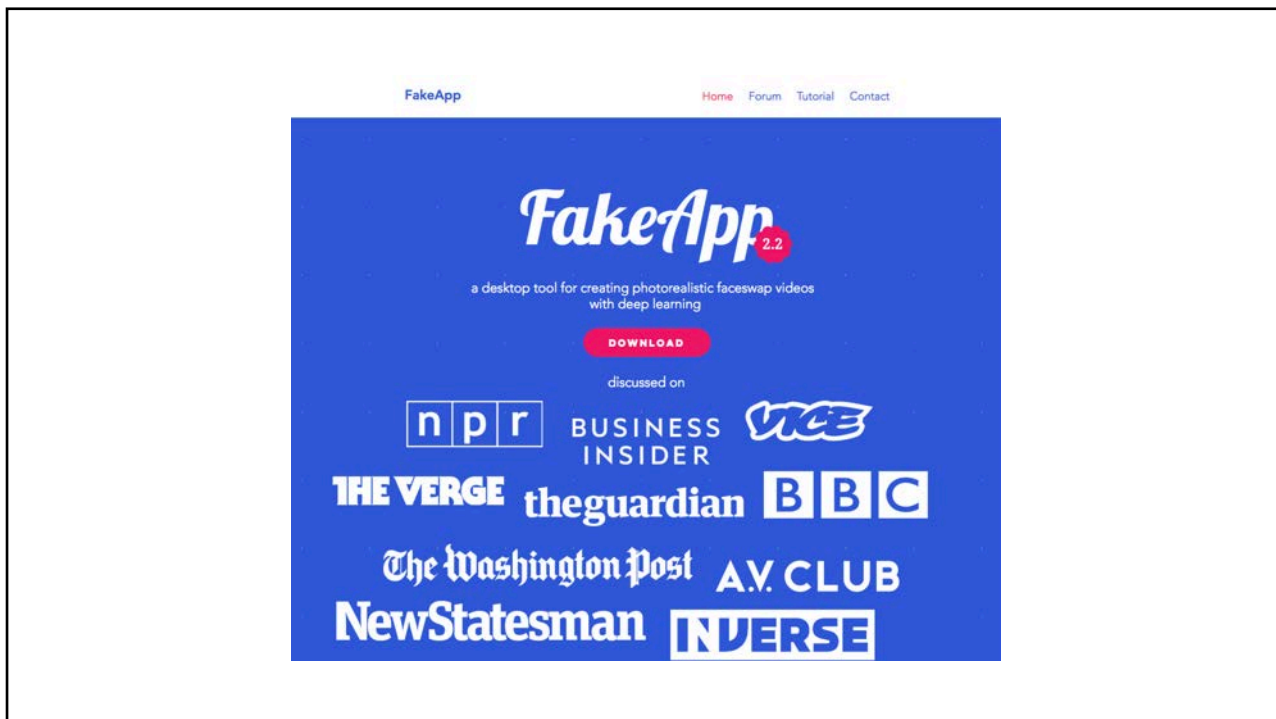 FakeApp
Home Forum Tutorial Contact
FakeApp 2.2
a desktop tool for creating photorealistic faceswap videos
with deep learning
DOWNLOAD
discussed on
npr
BUSINESS
INSIDER
VICE
THE VERGE
theguardian
BBC
The Washington Post
A.V. CLUB
NewStatesman
INVERSE